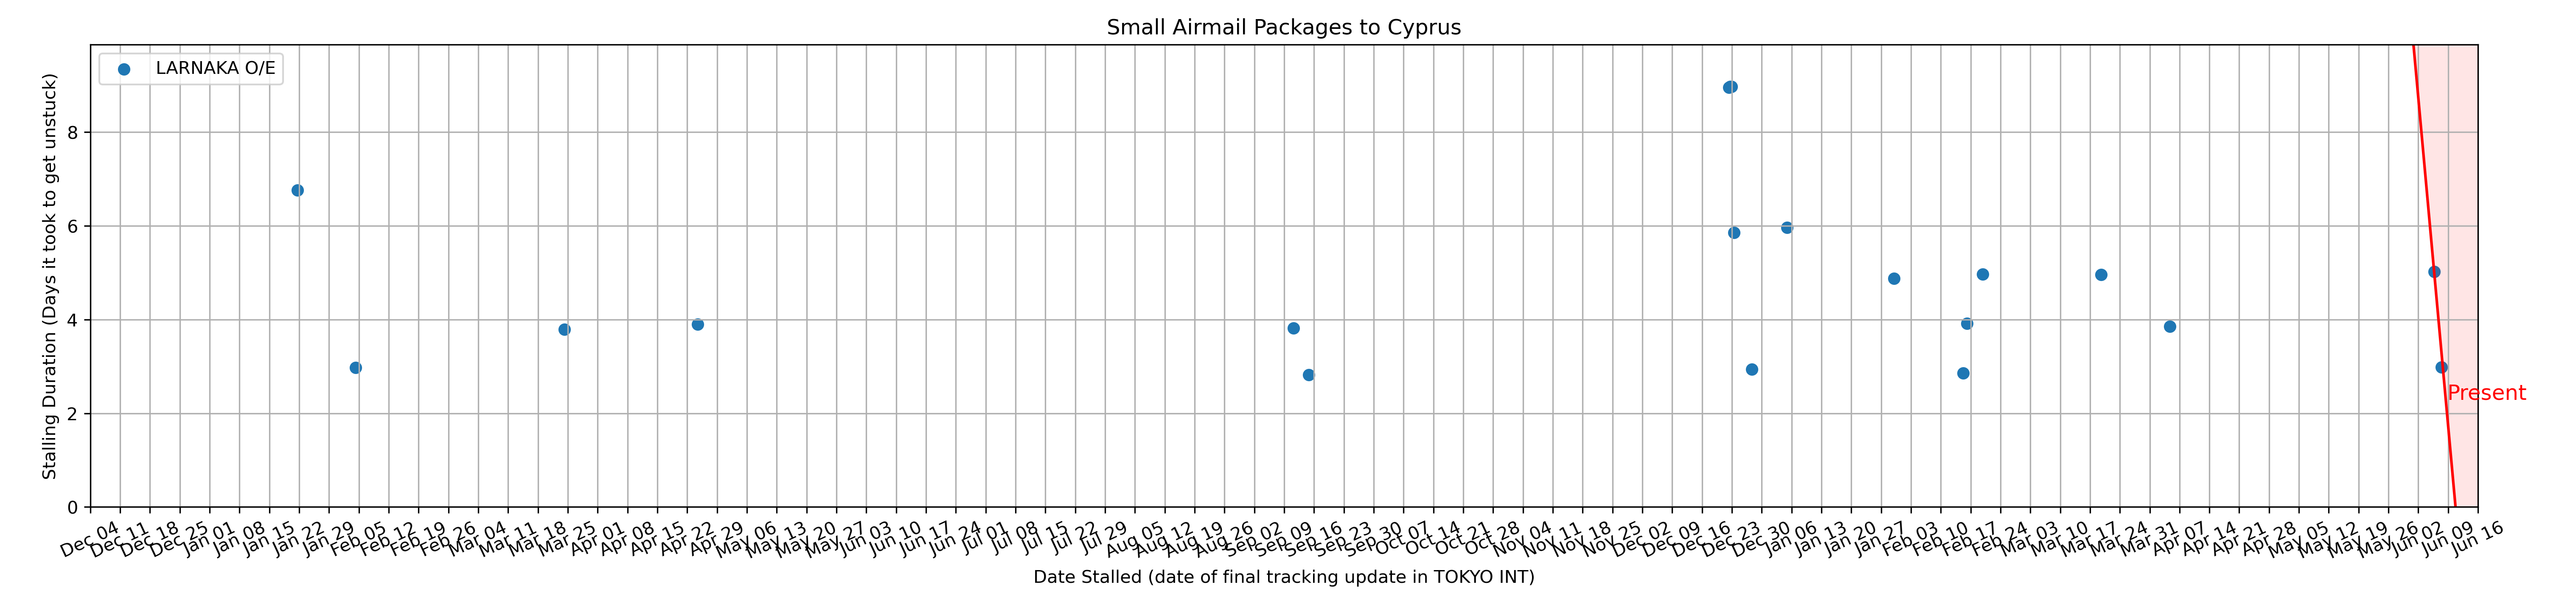 Small Airmail Packages to Cyprus
LARNAKA O/E
Stalling Duration (Days it took to get unstuck)
8
6
4
2
0
Present
Dec 04 Dec 11 Dec 18 Dec 25 Jan 01 Jan 08 Jan 15 Jan 22 Jan 29 Feb 05 Feb 12 Feb 19 Feb 26 Mar 04 Mar 11 Mar 18 Mar 25 Apr 01 Apr 08 Apr 15 Apr 22 Apr 29 May 06 May 13 May 20 May 27 Jun 03 Jun 10 Jun 17 Jun 24 Jul 01 Jul 08 Jul 15 Jul 22 Jul 29 Aug 05 Aug 12 Aug 19 Aug 26 Sep 02 Sep 09 Sep 16 Sep 23 Sep 30 Oct 07 Oct 14 Oct 21 Oct 28 Nov 04 Nov 11 Nov 18 Nov 25 Dec 02 Dec 09 Dec 16 Dec 23 Dec 30 Jan 06 Jan 13 Jan 20 Jan 27 Feb 03 Feb 10 Feb 17 Feb 24 Mar 03 Mar 10 Mar 17 Mar 24 Mar 31 Apr 07 Apr 14 Apr 21 Apr 28 May 05 May 12 May 19 May 26 Jun 02 Jun 09 Jun 16
Date Stalled (date of final tracking update in TOKYO INT)